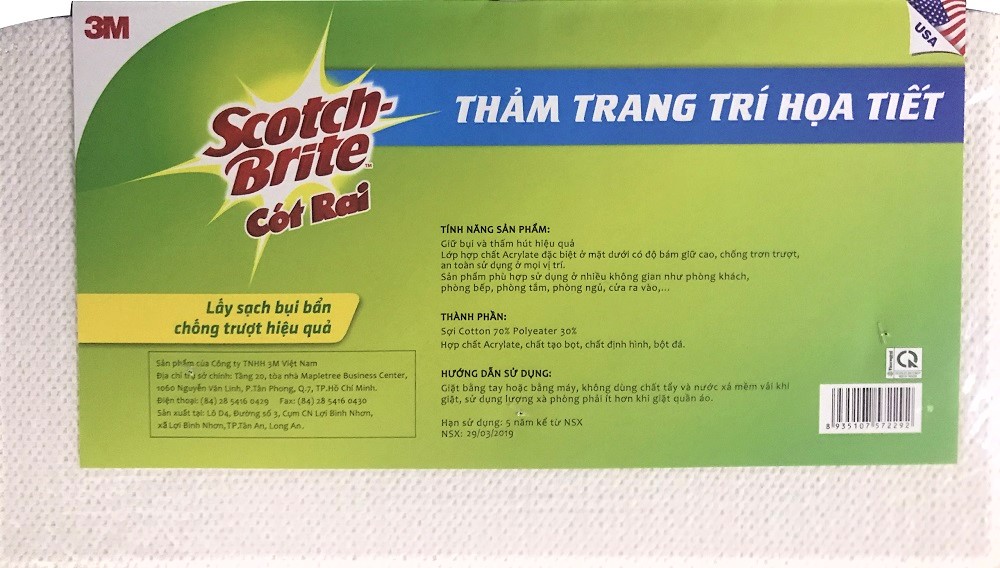 3M
USA
Scotch-
Brite™
Cót Rai
THẢM TRANG TRÍ HỌA TIẾT
Lấy sạch bụi bẩn
chống trượt hiệu quả
Sản phẩm của Công ty TNHH 3M Việt Nam
Địa chỉ trụ sở chính: Tầng 20, tòa nhà Mapletree Business Center,
1060 Nguyễn Văn Linh, P.Tân Phong, Q.7, TP.Hồ Chí Minh.
Điện thoại: (84) 28 5416 0429 Fax: (84) 28 5416 0430
Sản xuất tại: Lô D4, Đường số 3, Cụm CN Lợi Bình Nhơn,
xã Lợi Bình Nhơn, TP.Tân An, Long An.
TÍNH NĂNG SẢN PHẨM:
Giữ bụi và thấm hút hiệu quả
Lớp hợp chất Acrylate đặc biệt ở mặt dưới có độ bám giữ cao, chống trơn trượt,
an toàn sử dụng ở mọi vị trí.
Sản phẩm phù hợp sử dụng ở nhiều không gian như phòng khách,
phòng bếp, phòng tắm, phòng ngủ, cửa ra vào,...
THÀNH PHẦN:
Sợi Cotton 70% Polyeater 30%
Hợp chất Acrylate, chất tạo bọt, chất định hình, bột đá.
HƯỚNG DẪN SỬ DỤNG:
Giặt bằng tay hoặc bằng máy, không dùng chất tẩy và nước xả mềm vải khi
giặt, sử dụng lượng xà phòng phải ít hơn khi giặt quần áo.
Hạn sử dụng: 5 năm kể từ NSX
NSX: 29/03/2019
8 935107 572292